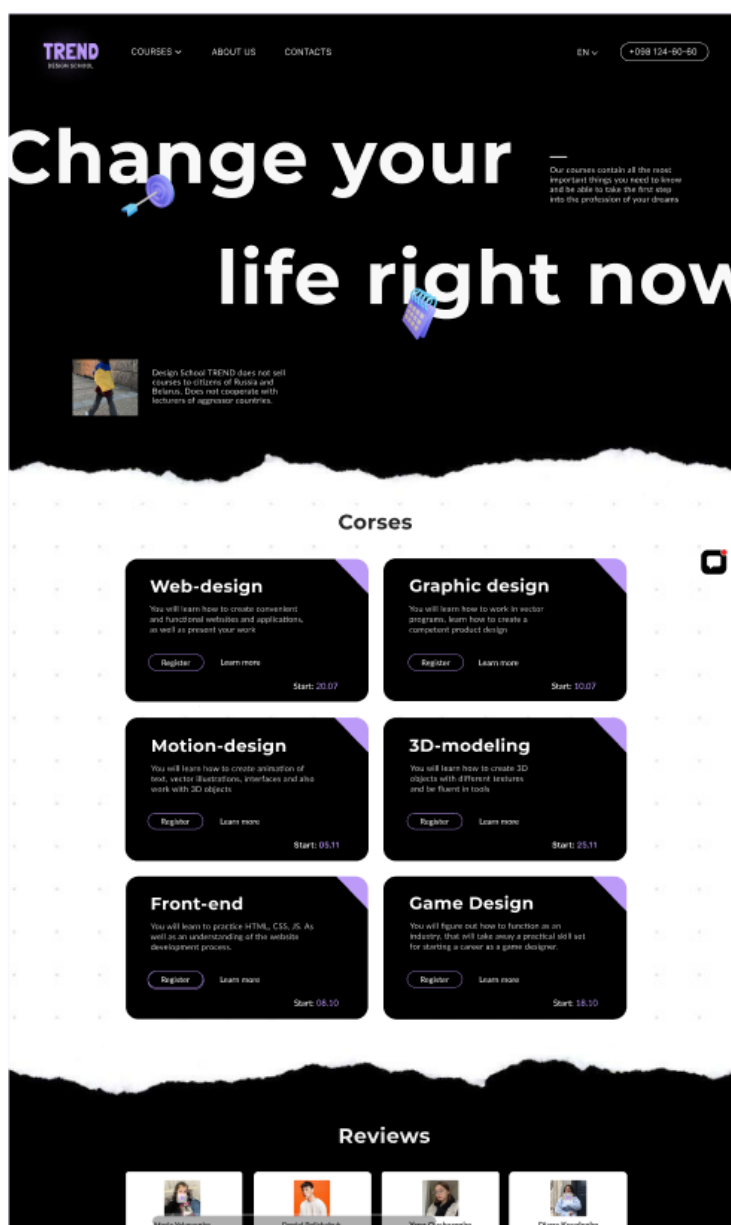 TREND
DESIGN SCHOOL
COURSES
ABOUT US
CONTACTS
EN
+098 124-60-60
Change your
Our courses contain all the most
important things you need to know
and be able to take the first step
into the profession of your dreams
life right now
Design School TREND does not sell
courses to citizens of Russia and
Belarus. Does not cooperate with
lecturers of aggressor countries.
Corses
Web-design
You will learn how to create convenient
and functional websites and applications,
as well as present your work
Register
Learn more
Start: 20.07
Graphic design
You will learn how to work in vector
programs, learn how to create a
competent product design
Register
Learn more
Start: 10.07
Motion-design
You will learn how to create animation of
text, vector illustrations, interfaces and also
work with 3D objects
Register
Learn more
Start: 05.11
3D-modeling
You will learn how to create 3D
objects with different textures
and be fluent in tools
Register
Learn more
Start: 25.11
Front-end
You will learn to practice HTML, CSS, JS. As
well as an understanding of the website
development process.
Register
Learn more
Start: 08.10
Game Design
You will figure out how to function as an
industry, that will take away a practical skill set
for starting a career as a game designer.
Register
Learn more
Start: 18.10
Reviews